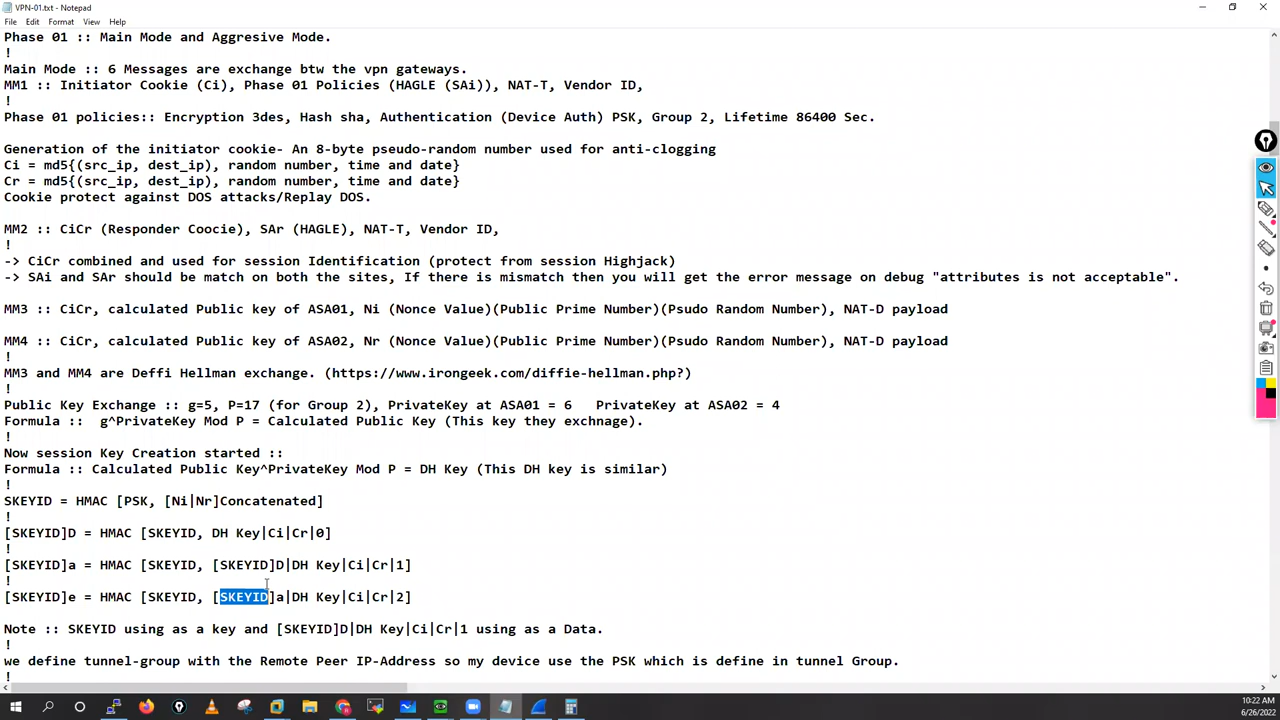 VPN-01.txt - Notepad
File Edit Format View Help
Phase 01 :: Main Mode and Aggresive Mode.
!
Main Mode :: 6 Messages are exchange btw the vpn gateways.
MM1 :: Initiator Cookie (Ci), Phase 01 Policies (HAGLE (SAi)), NAT-T, Vendor ID,
!
Phase 01 policies:: Encryption 3des, Hash sha, Authentication (Device Auth) PSK, Group 2, Lifetime 86400 Sec.
Generation of the initiator cookie- An 8-byte pseudo-random number used for anti-clogging
Ci = md5{(src_ip, dest_ip), random number, time and date}
Cr = md5{(src_ip, dest_ip), random number, time and date}
Cookie protect against DOS attacks/Replay DOS.
MM2 :: CiCr (Responder Coocie), SAr (HAGLE), NAT-T, Vendor ID,
!
-> CiCr combined and used for session Identification (protect from session Highjack)
-> SAi and SAr should be match on both the sites, If there is mismatch then you will get the error message on debug "attributes is not acceptable".
MM3 :: CiCr, calculated Public key of ASA01, Ni (Nonce Value)(Public Prime Number)(Psudo Random Number), NAT-D payload
MM4 :: CiCr, calculated Public key of ASA02, Nr (Nonce Value)(Public Prime Number)(Psudo Random Number), NAT-D payload
!
MM3 and MM4 are Deffi Hellman exchange. (https://www.irongeek.com/diffie-hellman.php?)
!
Public Key Exchange :: g=5, P=17 (for Group 2), PrivateKey at ASA01 = 6 PrivateKey at ASA02 = 4
Formula :: g^PrivateKey Mod P = Calculated Public Key (This key they exchnage).
!
Now session Key Creation started ::
Formula :: Calculated Public Key^PrivateKey Mod P = DH Key (This DH key is similar)
!
SKEYID = HMAC [PSK, [Ni|Nr]Concatenated]
!
[SKEYID]D = HMAC [SKEYID, DH Key|Ci|Cr|0]
!
[SKEYID]a = HMAC [SKEYID, [SKEYID]D|DH Key|Ci|Cr|1]
!
[SKEYID]e = HMAC [SKEYID, [SKEYID]a|DH Key|Ci|Cr|2]
Note :: SKEYID using as a key and [SKEYID]D|DH Key|Ci|Cr|1 using as a Data.
!
we define tunnel-group with the Remote Peer IP-Address so my device use the PSK which is define in tunnel Group.
!
10:22 AM
6/26/2022